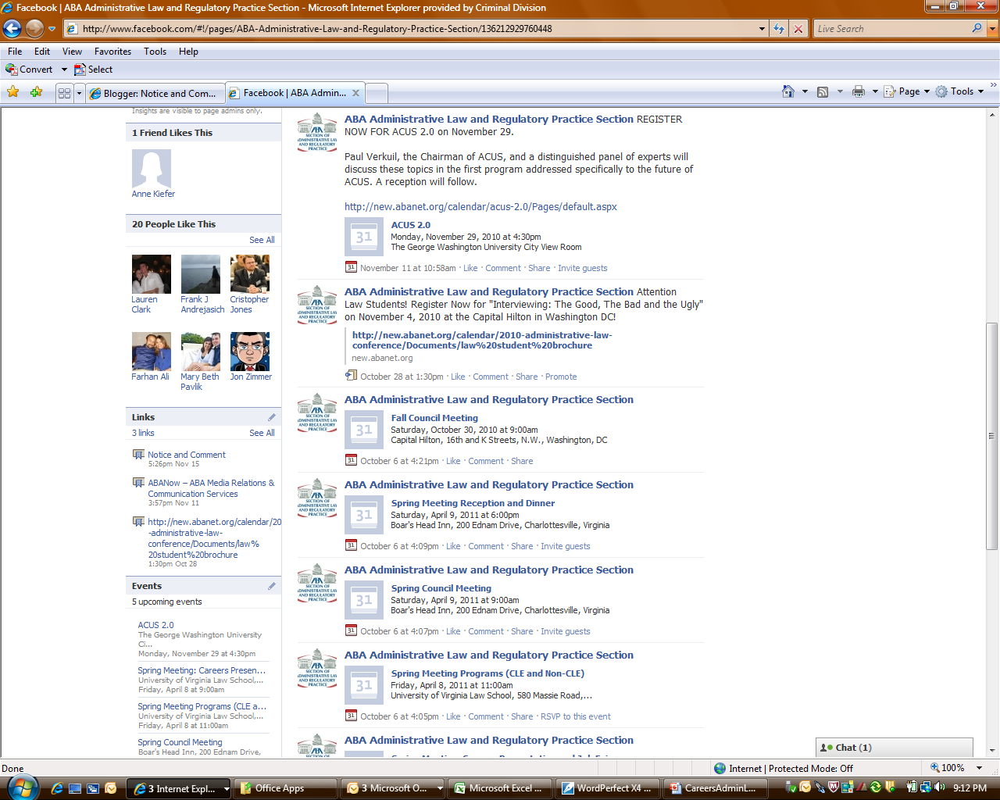 Facebook | ABA Administrative Law and Regulatory Practice Section - Microsoft Internet Explorer provided by Criminal Division
http://www.facebook.com/#!/pages/ABA-Administrative-Law-and-Regulatory-Practice-Section/136212929760448
Live Search
File Edit View Favorites Tools Help
Convert Select
Blogger: Notice and Com...
Facebook | ABA Admin...
Page Tools
Insights are visible to page admins only.
1 Friend Likes This
Anne Kiefer
20 People Like This
See All
Lauren Clark
Frank J Andrejasich
Cristopher Jones
Farhan Ali
Mary Beth Pavlik
Jon Zimmer
Links
3 links See All
Notice and Comment
5:26pm Nov 15
ABANow – ABA Media Relations &
Communication Services
3:57pm Nov 11
http://new.abanet.org/calendar/20
-administrative-law-
conference/Documents/law%
20student%20brochure
1:30pm Oct 28
Events
5 upcoming events
ACUS 2.0
The George Washington University
Ci...
Monday, November 29 at 4:30pm
Spring Meeting: Careers Presen...
University of Virginia Law School,...
Friday, April 8 at 9:00am
Spring Meeting Programs (CLE a...
University of Virginia Law School,...
Friday, April 8 at 11:00am
Spring Council Meeting
Boar's Head Inn, 200 Ednam Drive,
ABA Administrative Law and Regulatory Practice Section REGISTER
NOW FOR ACUS 2.0 on November 29.
Paul Verkuil, the Chairman of ACUS, and a distinguished panel of experts will
discuss these topics in the first program addressed specifically to the future of
ACUS. A reception will follow.
http://new.abanet.org/calendar/acus-2.0/Pages/default.aspx
31
ACUS 2.0
Monday, November 29, 2010 at 4:30pm
The George Washington University City View Room
November 11 at 10:58am · Like · Comment · Share · Invite guests
ABA Administrative Law and Regulatory Practice Section Attention
Law Students! Register Now for "Interviewing: The Good, The Bad and the Ugly"
on November 4, 2010 at the Capital Hilton in Washington DC!
http://new.abanet.org/calendar/2010-administrative-law-
conference/Documents/law%20student%20brochure
new.abanet.org
October 28 at 1:30pm · Like · Comment · Share · Promote
ABA Administrative Law and Regulatory Practice Section
31
Fall Council Meeting
Saturday, October 30, 2010 at 9:00am
Capital Hilton, 16th and K Streets, N.W., Washington, DC
October 6 at 4:21pm · Like · Comment · Share
ABA Administrative Law and Regulatory Practice Section
31
Spring Meeting Reception and Dinner
Saturday, April 9, 2011 at 6:00pm
Boar's Head Inn, 200 Ednam Drive, Charlottesville, Virginia
October 6 at 4:09pm · Like · Comment · Share · Invite guests
ABA Administrative Law and Regulatory Practice Section
31
Spring Council Meeting
Saturday, April 9, 2011 at 9:00am
Boar's Head Inn, 200 Ednam Drive, Charlottesville, Virginia
October 6 at 4:07pm · Like · Comment · Share · Invite guests
ABA Administrative Law and Regulatory Practice Section
31
Spring Meeting Programs (CLE and Non-CLE)
Friday, April 8, 2011 at 11:00am
University of Virginia Law School, 580 Massie Road,...
October 6 at 4:05pm · Like · Comment · Share · RSVP to this event
ABA Administrative Law and Regulatory Practice Section
Chat (1)
Done
Internet | Protected Mode: Off
100%
3 Internet Expl...
Office Apps
3 Microsoft O...
Microsoft Excel ...
WordPerfect X4 ...
CareersAdminL...
9:12 PM